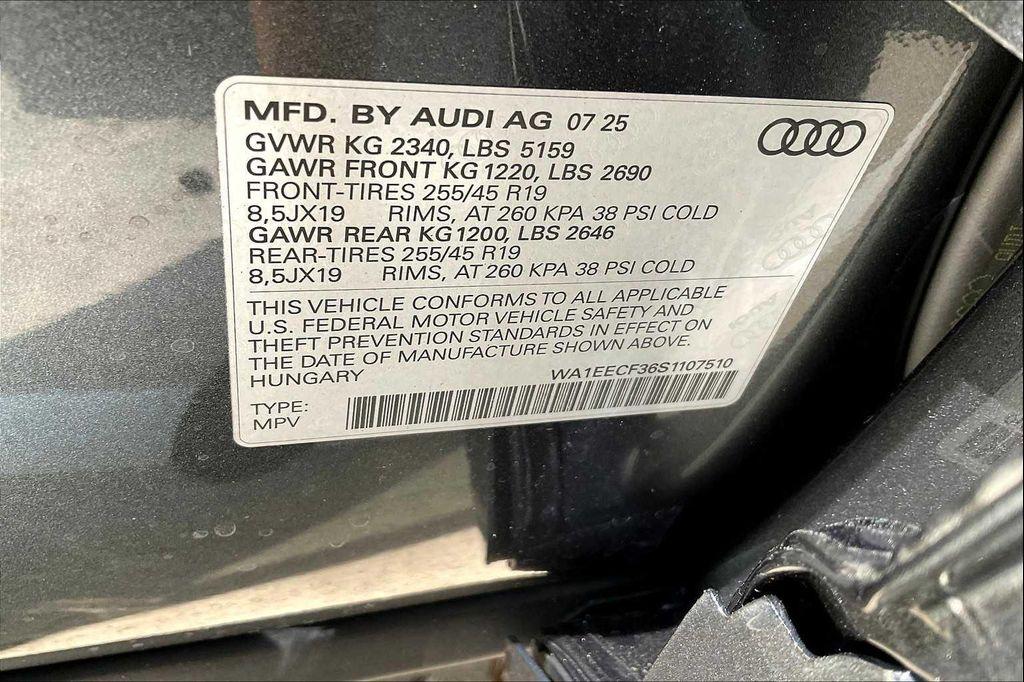 MFD. BY AUDI AG 07 25
GVWR KG 2340, LBS 5159
GAWR FRONT KG 1220, LBS 2690
FRONT-TIRES 255/45 R19
8,5JX19 RIMS, AT 260 KPA 38 PSI COLD
GAWR REAR KG 1200, LBS 2646
REAR-TIRES 255/45 R19
8,5JX19 RIMS, AT 260 KPA 38 PSI COLD
THIS VEHICLE CONFORMS TO ALL APPLICABLE
U.S. FEDERAL MOTOR VEHICLE SAFETY AND
THEFT PREVENTION STANDARDS IN EFFECT ON
THE DATE OF MANUFACTURE SHOWN ABOVE.
HUNGARY WA1EECF36S1107510
TYPE:
MPV